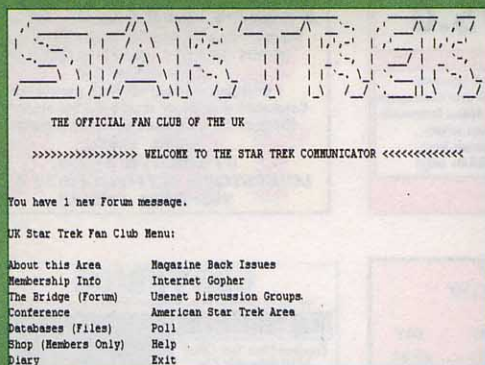 STAR TREK
THE OFFICIAL FAN CLUB OF THE UK
>>>>>>>>>>>>>>>>> WELCOME TO THE STAR TREK COMMUNICATOR <<<<<<<<<<<<<
You have 1 new Forum message.
UK Star Trek Fan Club Menu:
About this Area Magazine Back Issues
Membership Info Internet Gopher
The Bridge (Forum) Usenet Discussion Groups.
Conference American Star Trek Area
Databases (Files) Poll
Shop (Members Only) Help
Diary Exit